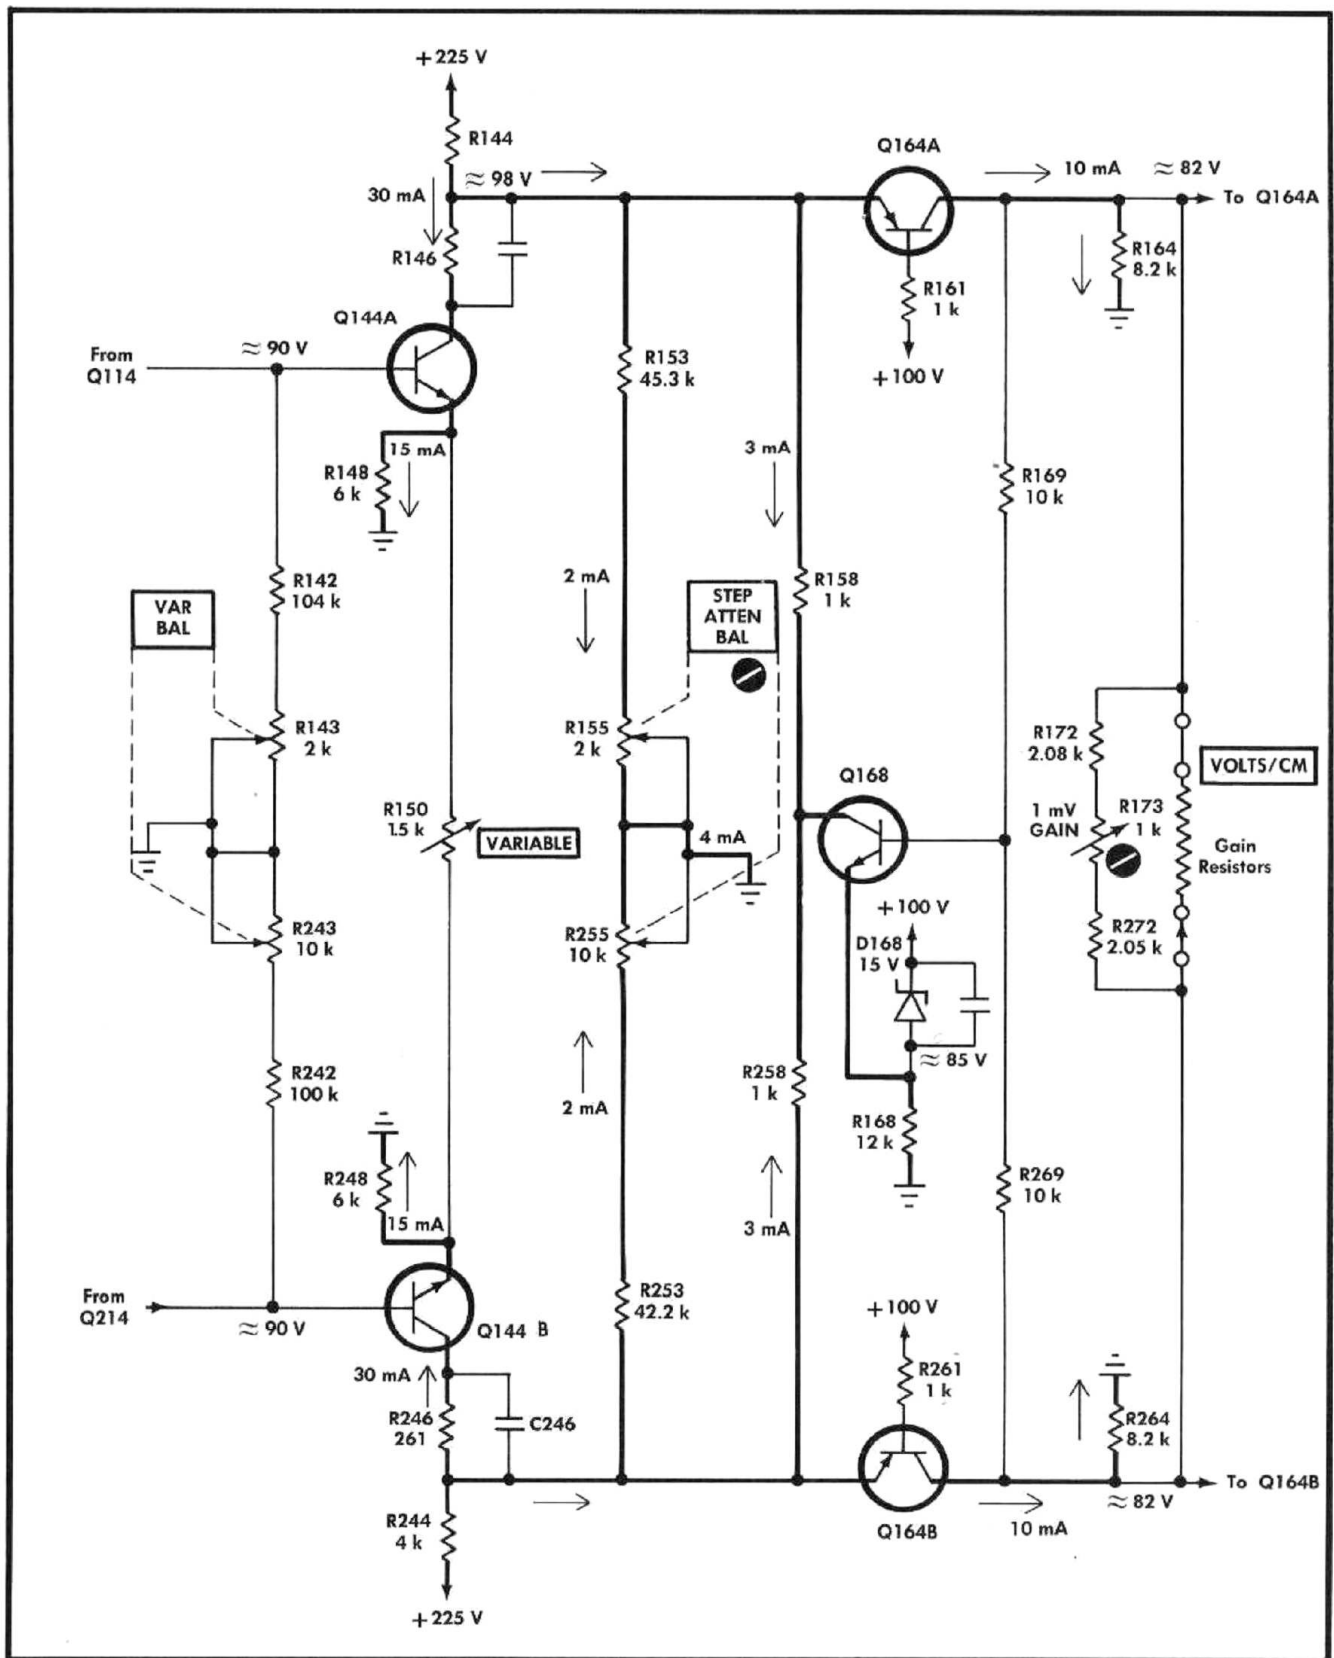 +225 V
R144
≈ 98 V
30 mA
R146
Q144A
From
Q114
≈ 90 V
15 mA
R148
6 k
R142
104 k
VAR
BAL
R143
2 k
R150
1.5 k
VARIABLE
R243
10 k
R242
100 k
R248
6 k
15 mA
From
Q214
≈ 90 V
Q144 B
30 mA
R246
261
C246
R244
4 k
+225 V
R153
45.3 k
2 mA
STEP
ATTEN
BAL
R155
2 k
4 mA
R255
10 k
2 mA
R253
42.2 k
3 mA
R158
1 k
Q168
+100 V
D168
15 V
≈ 85 V
R258
1 k
R168
12 k
3 mA
Q164A
10 mA
≈ 82 V
To Q164A
R164
8.2 k
R161
1 k
+100 V
R169
10 k
R172
2.08 k
VOLTS/CM
1 mV
GAIN
R173
1 k
Gain
Resistors
R272
2.05 k
R269
10 k
+100 V
R261
1 k
R264
8.2 k
To Q164B
≈ 82 V
Q164B
10 mA